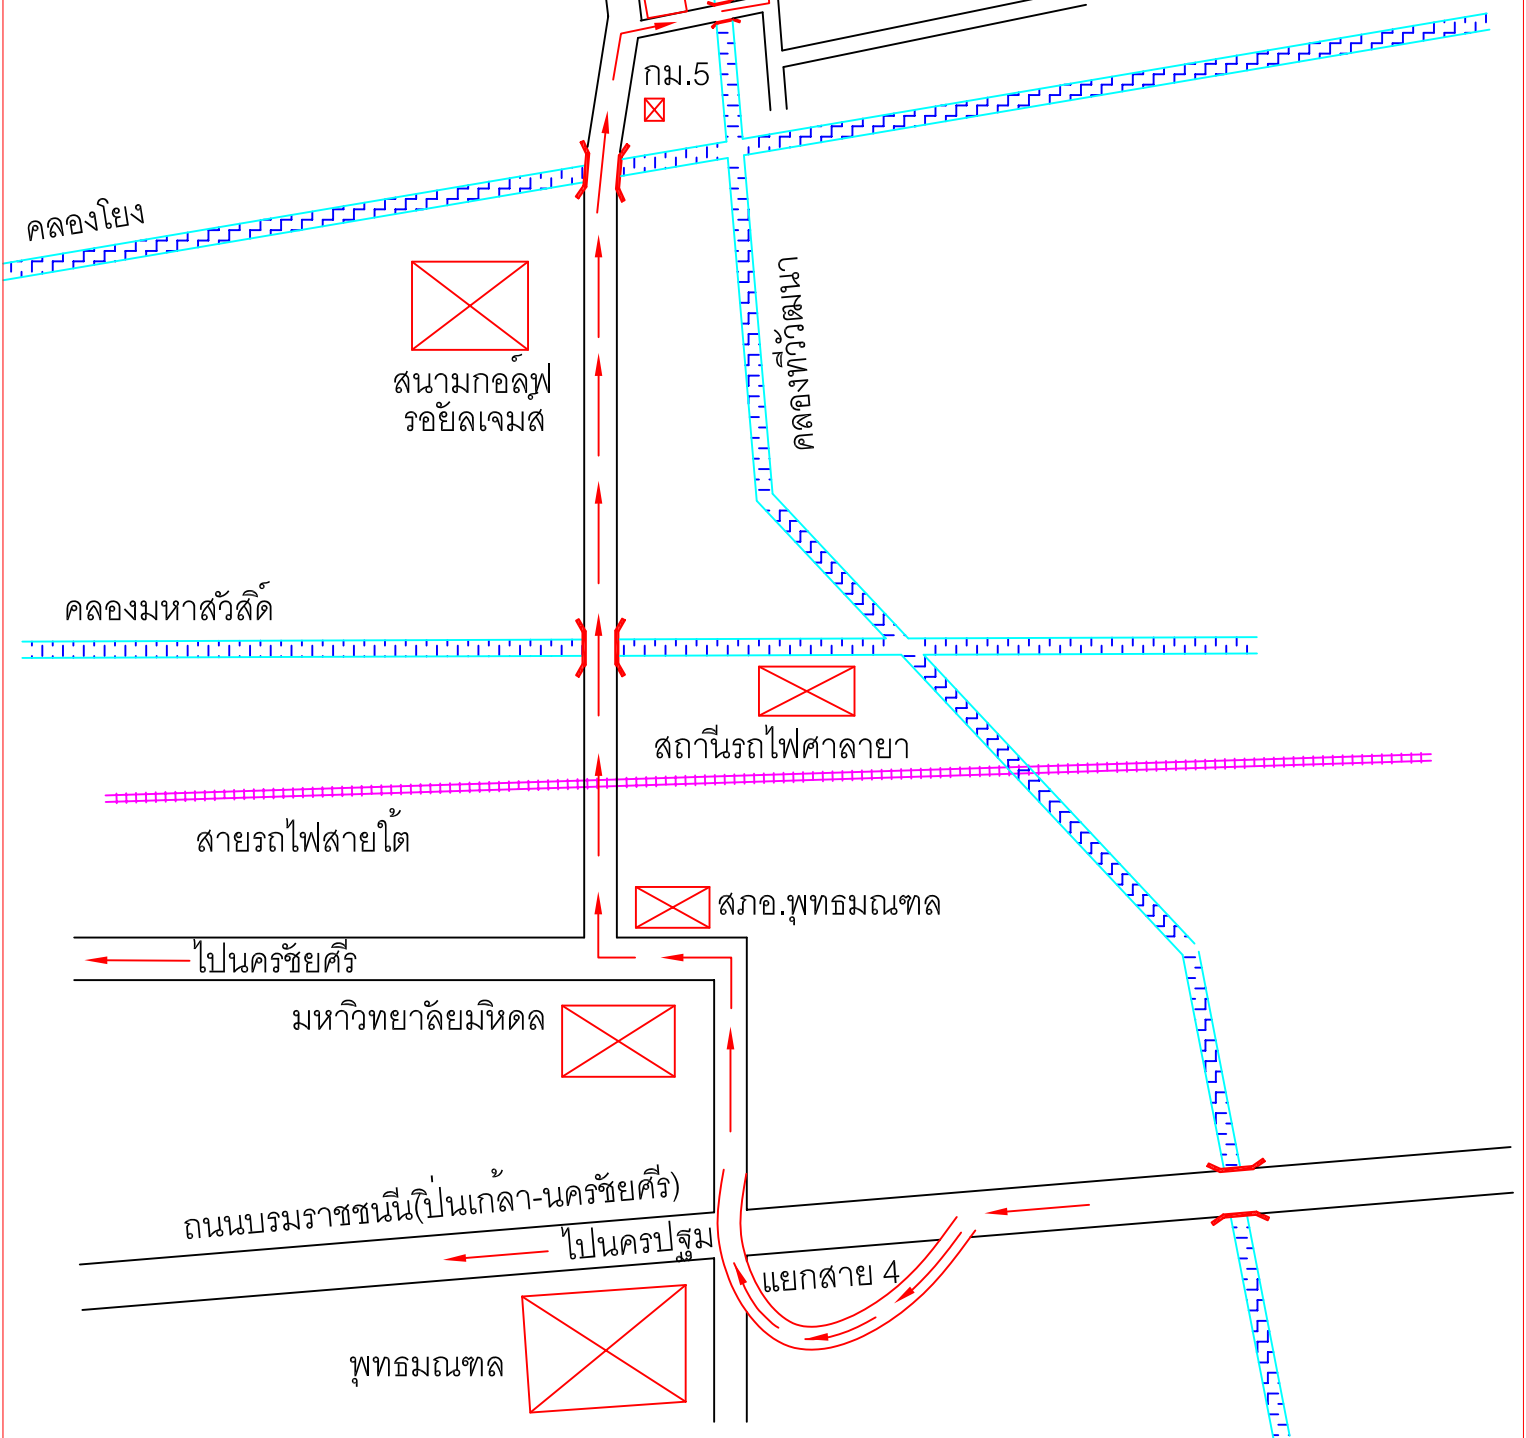 กม.5
คลองโยง
คลองทีวัฒนา
สนามกอล์ฟ
รอยัลเจมส์
คลองมหาสวัสดิ์
สถานีรถไฟศาลายา
สายรถไฟสายใต้
สภอ.พุทธมณฑล
ไปนครชัยศรี
มหาวิทยาลัยมหิดล
ถนนบรมราชชนนี(ปิ่นเกล้า-นครชัยศรี)
ไปนครปฐม
แยกสาย 4
พุทธมณฑล